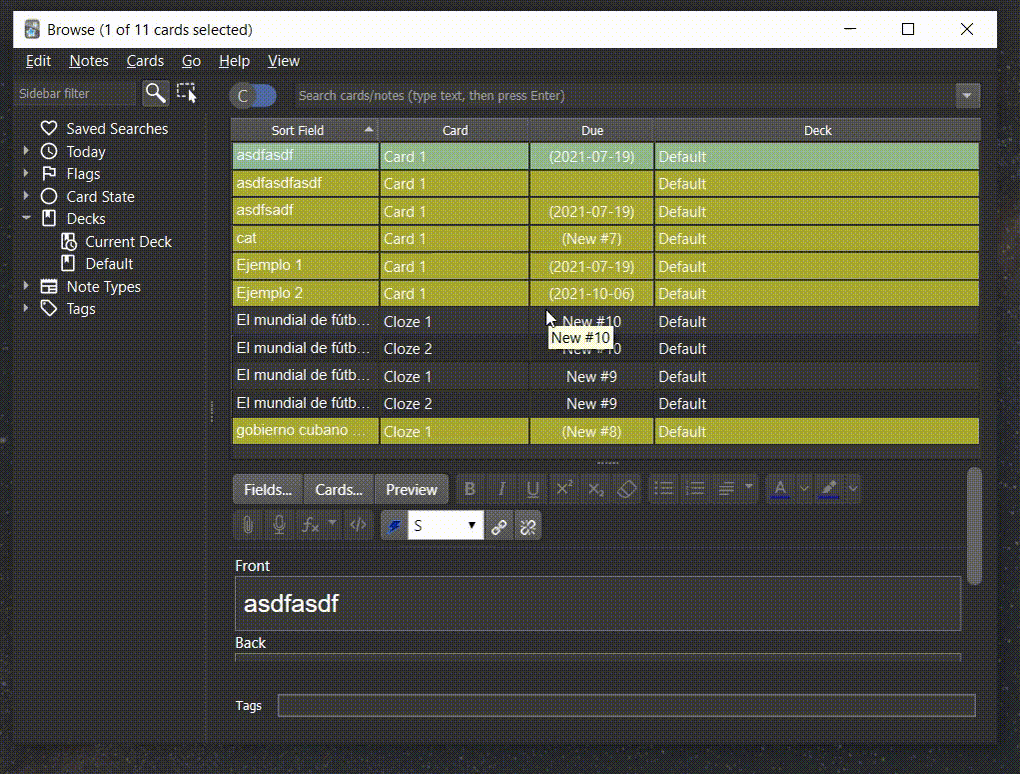 Browse (1 of 11 cards selected)
Edit Notes Cards Go Help View
Sidebar filter
C
Search cards/notes (type text, then press Enter)
Saved Searches
Today
Flags
Card State
Decks
Current Deck
Default
Note Types
Tags
Sort Field Card Due Deck
asdfasdf Card 1 (2021-07-19) Default
asdfasdfasdf Card 1 Default
asdfsadf Card 1 (2021-07-19) Default
cat Card 1 (New #7) Default
Ejemplo 1 Card 1 (2021-07-19) Default
Ejemplo 2 Card 1 (2021-10-06) Default
El mundial de fútb... Cloze 1 New #10 Default
New #10
El mundial de fútb... Cloze 2 New #10 Default
El mundial de fútb... Cloze 1 New #9 Default
El mundial de fútb... Cloze 2 New #9 Default
gobierno cubano ... Cloze 1 (New #8) Default
Fields... Cards... Preview B I U x² x₂ A
fx </> S
Front
asdfasdf
Back
Tags